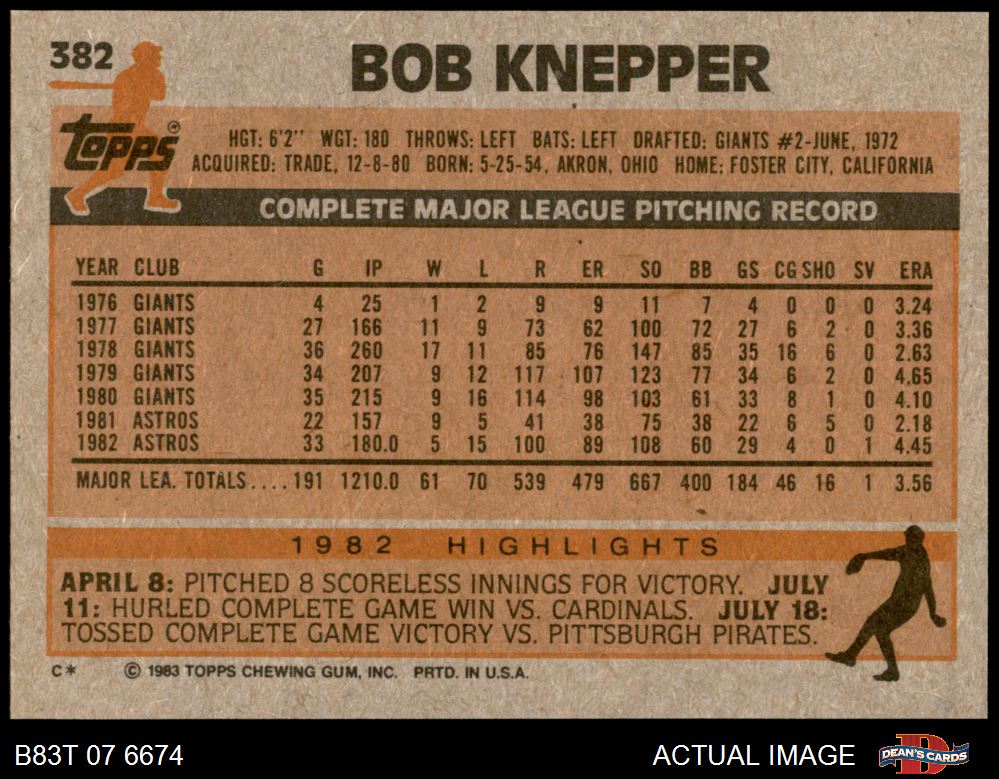 382
BOB KNEPPER
Topps®
HGT: 6'2" WGT: 180 THROWS: LEFT BATS: LEFT DRAFTED: GIANTS #2-JUNE, 1972
ACQUIRED: TRADE, 12-8-80 BORN: 5-25-54, AKRON, OHIO HOME: FOSTER CITY, CALIFORNIA
COMPLETE MAJOR LEAGUE PITCHING RECORD
YEAR CLUB G IP W L R ER SO BB GS CG SHO SV ERA
1976 GIANTS 4 25 1 2 9 9 11 7 4 0 0 0 3.24
1977 GIANTS 27 166 11 9 73 62 100 72 27 6 2 0 3.36
1978 GIANTS 36 260 17 11 85 76 147 85 35 16 6 0 2.63
1979 GIANTS 34 207 9 12 117 107 123 77 34 6 2 0 4.65
1980 GIANTS 35 215 9 16 114 98 103 61 33 8 1 0 4.10
1981 ASTROS 22 157 9 5 41 38 75 38 22 6 5 0 2.18
1982 ASTROS 33 180.0 5 15 100 89 108 60 29 4 0 1 4.45
MAJOR LEA. TOTALS.... 191 1210.0 61 70 539 479 667 400 184 46 16 1 3.56
1982 HIGHLIGHTS
APRIL 8: PITCHED 8 SCORELESS INNINGS FOR VICTORY. JULY
11: HURLED COMPLETE GAME WIN VS. CARDINALS. JULY 18:
TOSSED COMPLETE GAME VICTORY VS. PITTSBURGH PIRATES.
C* © 1983 TOPPS CHEWING GUM, INC. PRTD. IN U.S.A.
B83T 07 6674 ACTUAL IMAGE DEAN'S CARDS